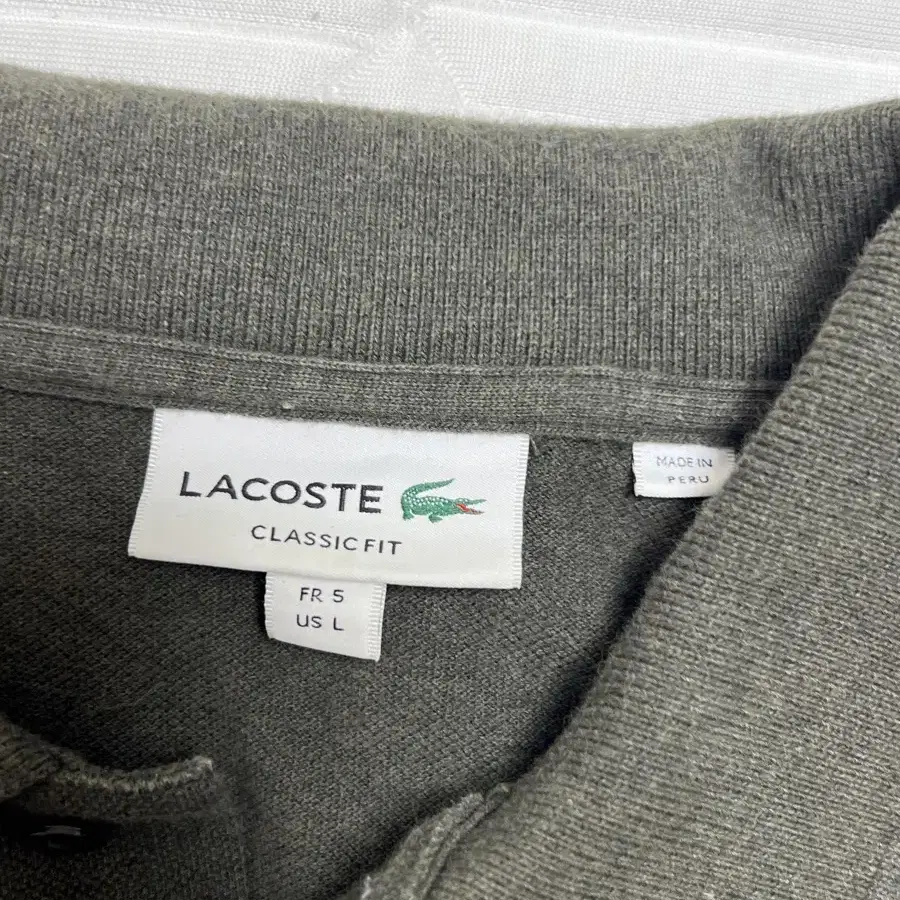 LACOSTE
CLASSIC FIT
FR 5
US L
MADE IN
PERU